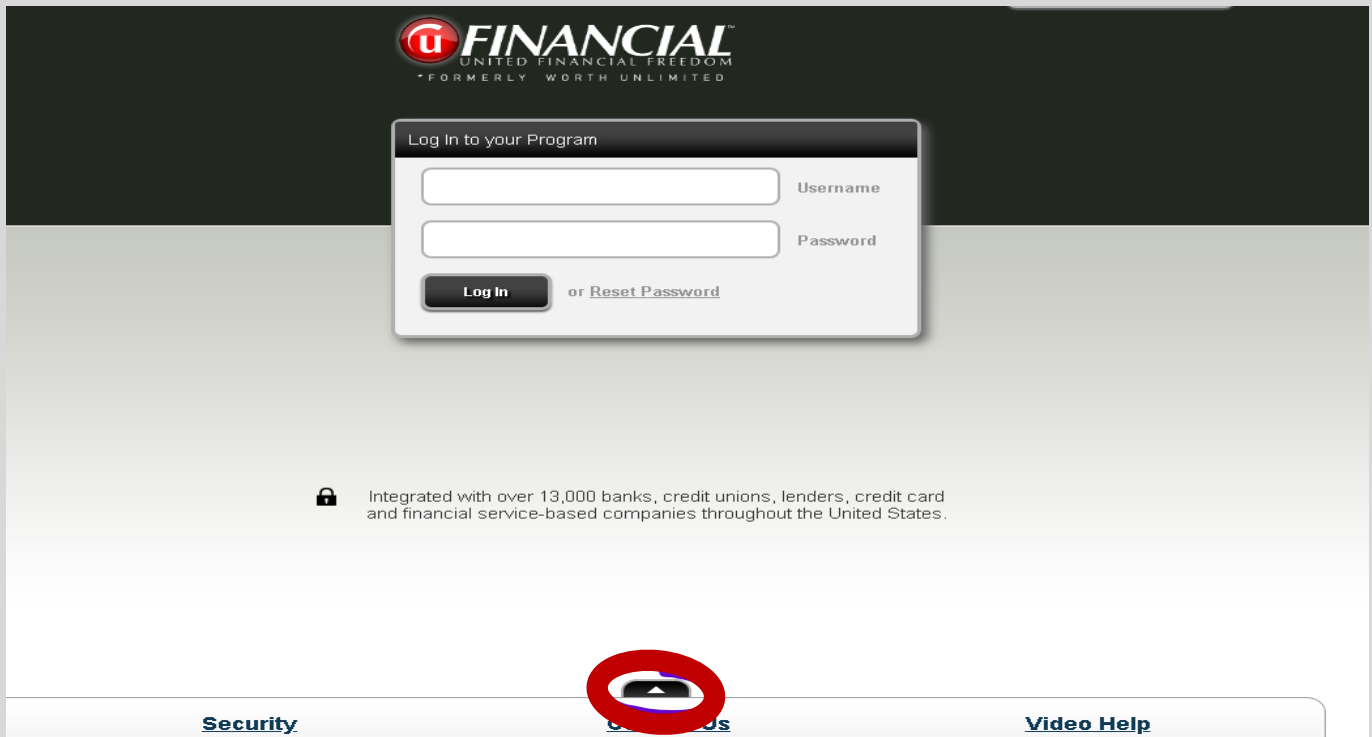 u FINANCIAL™
UNITED FINANCIAL FREEDOM
*FORMERLY WORTH UNLIMITED
Log In to your Program
Username
Password
Log In or Reset Password
Integrated with over 13,000 banks, credit unions, lenders, credit card
and financial service-based companies throughout the United States.
Security Us Video Help